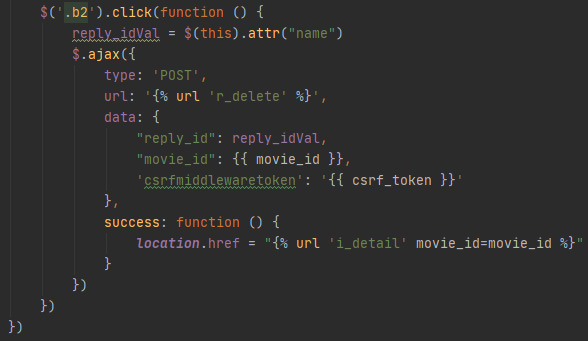 $('.b2').click(function () {
reply_idVal = $(this).attr("name")
$.ajax({
type: 'POST',
url: '{% url 'r_delete' %}',
data: {
"reply_id": reply_idVal,
"movie_id": {{ movie_id }},
'csrfmiddlewaretoken': '{{ csrf_token }}'
},
success: function () {
location.href = "{% url 'i_detail' movie_id=movie_id %}"
}
})
})
})